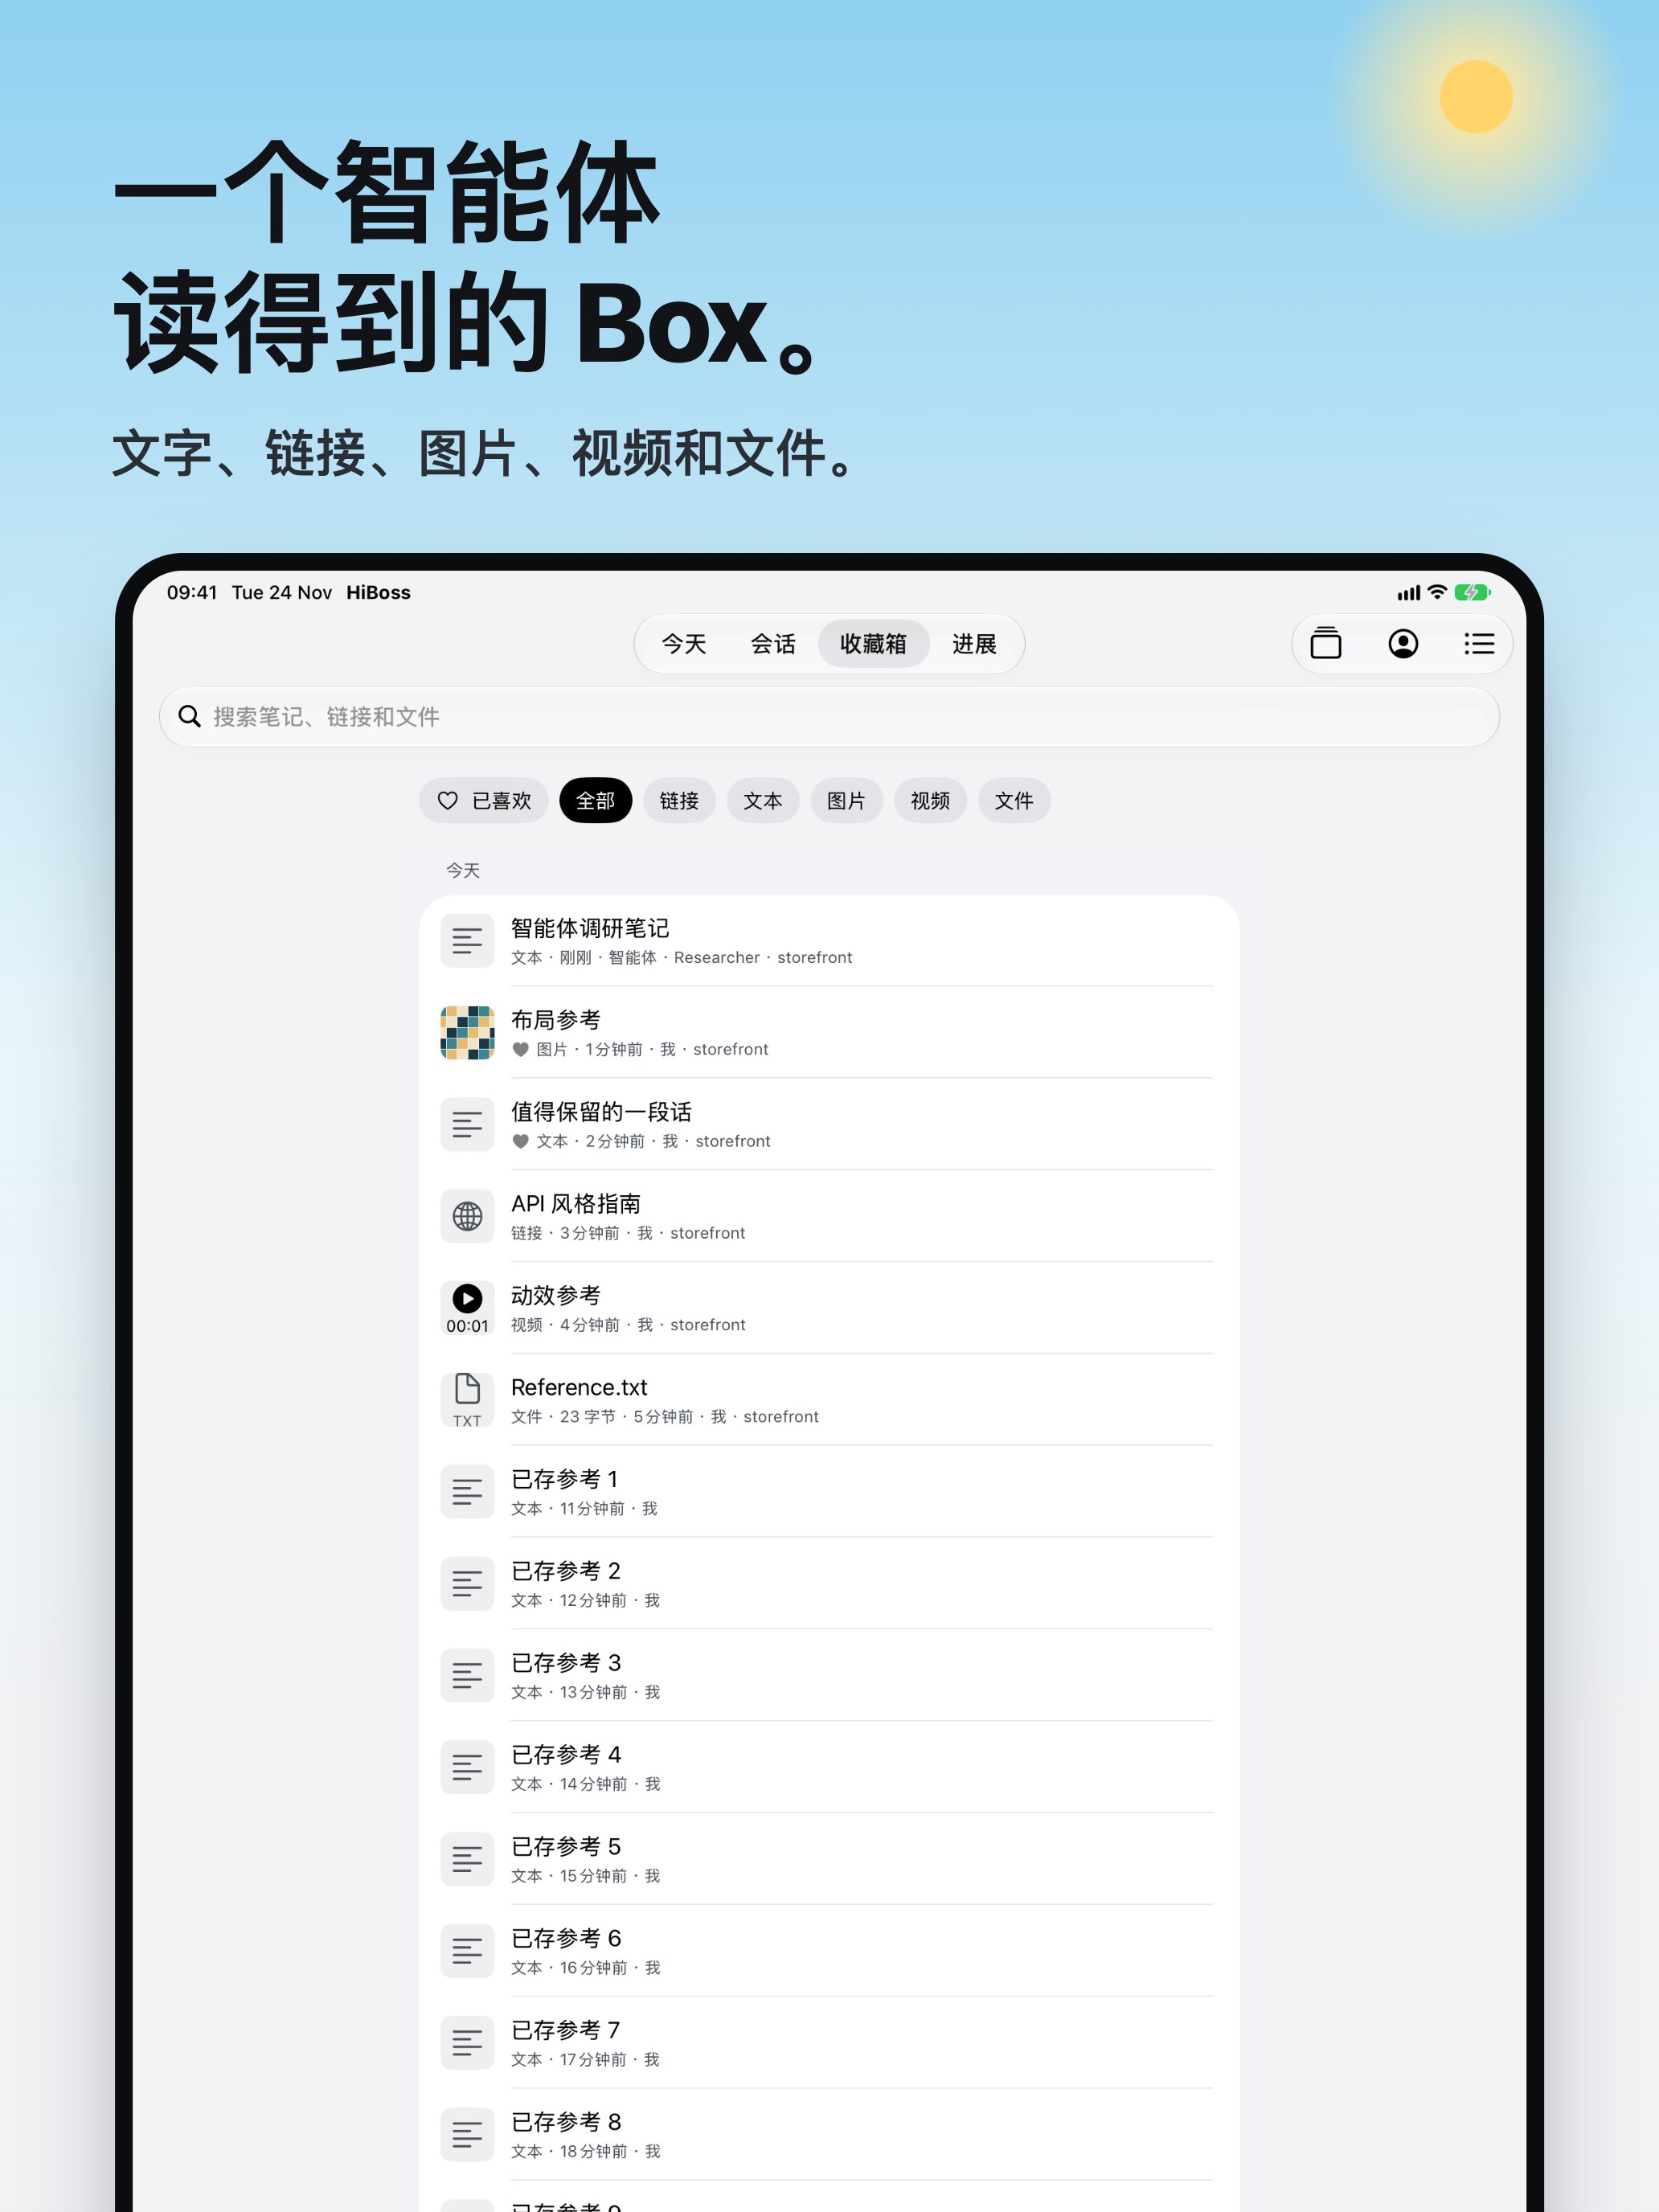 一个智能体
读得到的 Box。
文字、链接、图片、视频和文件。
09:41 Tue 24 Nov HiBoss
今天 会话 收藏箱 进展
搜索笔记、链接和文件
已喜欢 全部 链接 文本 图片 视频 文件
今天
智能体调研笔记
文本 · 刚刚 · 智能体 · Researcher · storefront
布局参考
图片 · 1分钟前 · 我 · storefront
值得保留的一段话
文本 · 2分钟前 · 我 · storefront
API 风格指南
链接 · 3分钟前 · 我 · storefront
动效参考
00:01
视频 · 4分钟前 · 我 · storefront
Reference.txt
TXT
文件 · 23 字节 · 5分钟前 · 我 · storefront
已存参考 1
文本 · 11分钟前 · 我
已存参考 2
文本 · 12分钟前 · 我
已存参考 3
文本 · 13分钟前 · 我
已存参考 4
文本 · 14分钟前 · 我
已存参考 5
文本 · 15分钟前 · 我
已存参考 6
文本 · 16分钟前 · 我
已存参考 7
文本 · 17分钟前 · 我
已存参考 8
文本 · 18分钟前 · 我
已存参考 9